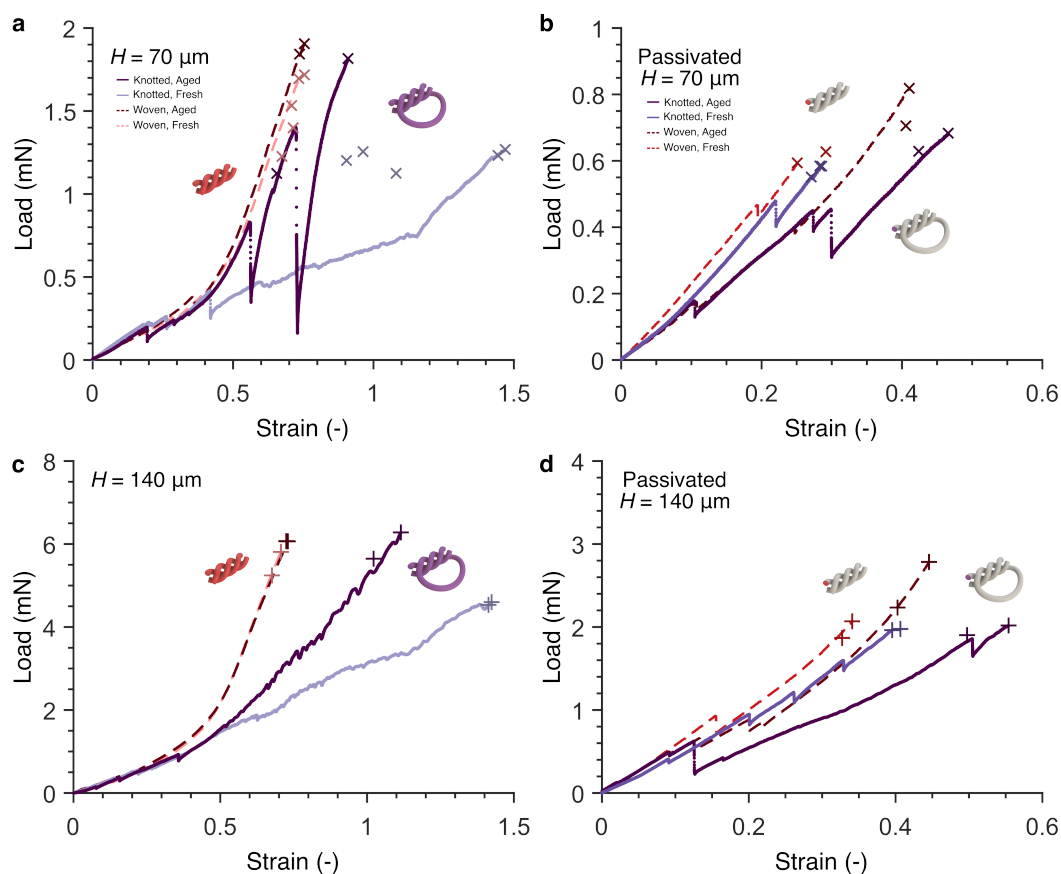 a
H = 70 µm
Knotted, Aged
Knotted, Fresh
Woven, Aged
Woven, Fresh
2
1.5
1
0.5
0
Load (mN)
0
0.5
1
1.5
Strain (-)
b
Passivated
H = 70 µm
Knotted, Aged
Knotted, Fresh
Woven, Aged
Woven, Fresh
1
0.8
0.6
0.4
0.2
0
Load (mN)
0
0.2
0.4
0.6
Strain (-)
c
H = 140 µm
8
6
4
2
0
Load (mN)
0
0.5
1
1.5
Strain (-)
d
Passivated
H = 140 µm
4
3
2
1
0
Load (mN)
0
0.2
0.4
0.6
Strain (-)